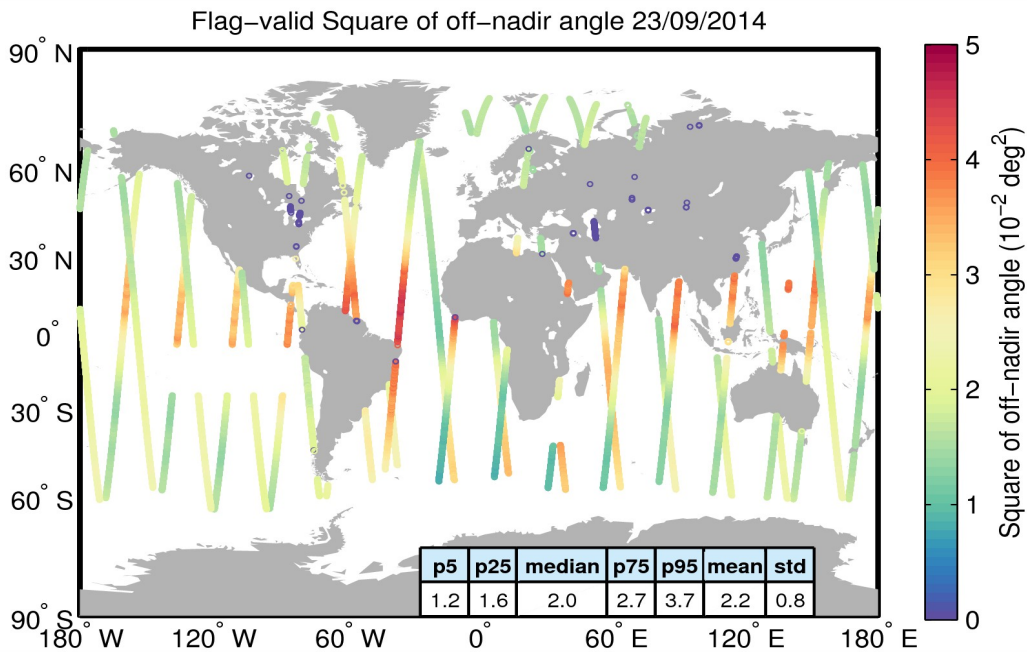 Flag−valid Square of off−nadir angle 23/09/2014
90° N
60° N
30° N
0°
30° S
60° S
90° S
180° W
120° W
60° W
0°
60° E
120° E
180° E
p5 p25 median p75 p95 mean std
1.2 1.6 2.0 2.7 3.7 2.2 0.8
5
4
3
2
1
0
Square of off−nadir angle (10⁻² deg²)